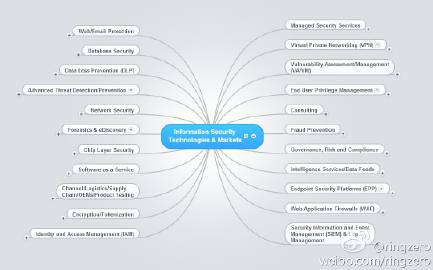 Web/Email Protection
Database Security
Data Loss Prevention (DLP)
Advanced Threat Detection/Prevention
Network Security
Forensics & eDiscovery
Layer Security
Software as a Service
Channel/Logistics/Supply
Chain/OEMs/Product Testing
Encryption/Tokenization
Identity and Access Management (IAM)
Information Security
Technologies & Markets
Managed Security Services
Virtual Private Networking (VPN)
Vulnerability Assessment/Management
(VA/VM)
End User Privilege Management
Consulting
Fraud Prevention
Governance, Risk and Compliance
Intelligence Services/Data Feeds
Endpoint Security Platforms (EPP)
Web Application Firewalls (WAF)
Security Information and Event
Management (SIEM) & Log
Management
@ringzero
weibo.com/ringzero